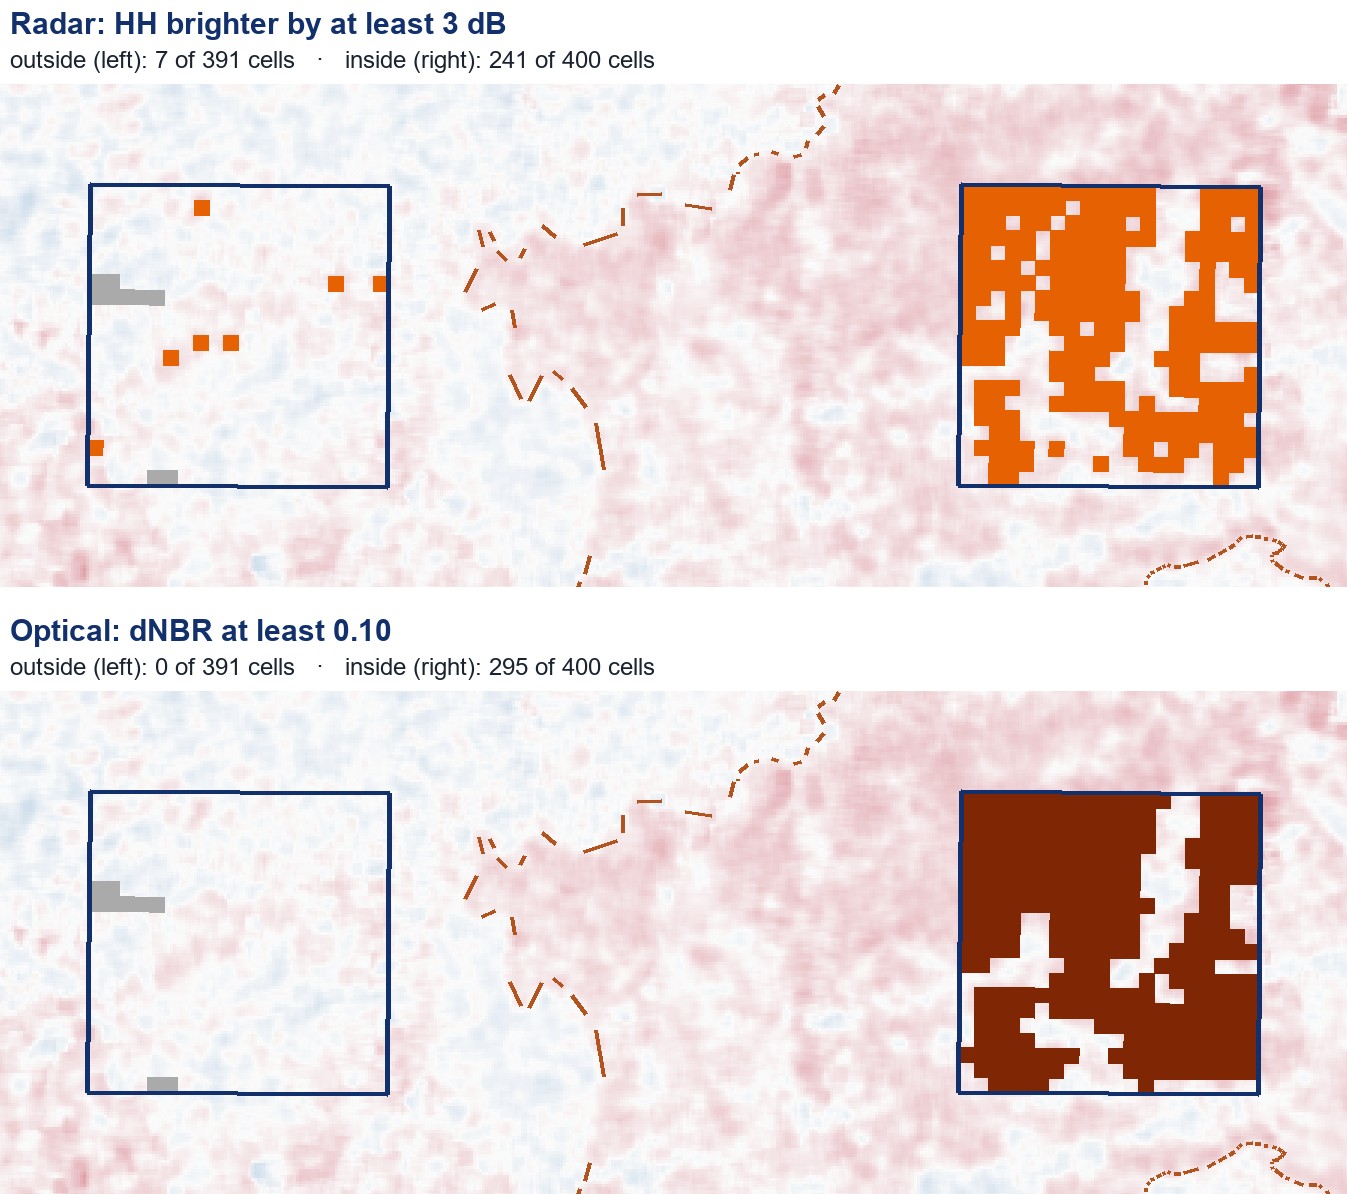 Radar: HH brighter by at least 3 dB
outside (left): 7 of 391 cells · inside (right): 241 of 400 cells
Optical: dNBR at least 0.10
outside (left): 0 of 391 cells · inside (right): 295 of 400 cells